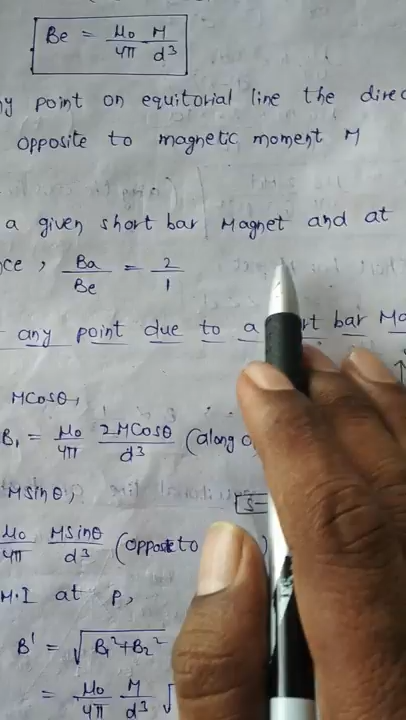 Be = μ₀/4π M/d³
ny point on equitorial line the direc
opposite to magnetic moment M
a given short bar Magnet and at
ce, Ba/Be = 2/1
any point due to a rt bar Ma
MCosθ,
B₁ = μ₀/4π 2MCosθ/d³ (along
MSinθ,
μ₀/4π MSinθ/d³ (opposite to )
M.I at P,
B' = √B₁²+B₂²
= μ₀/4π M/d³ √